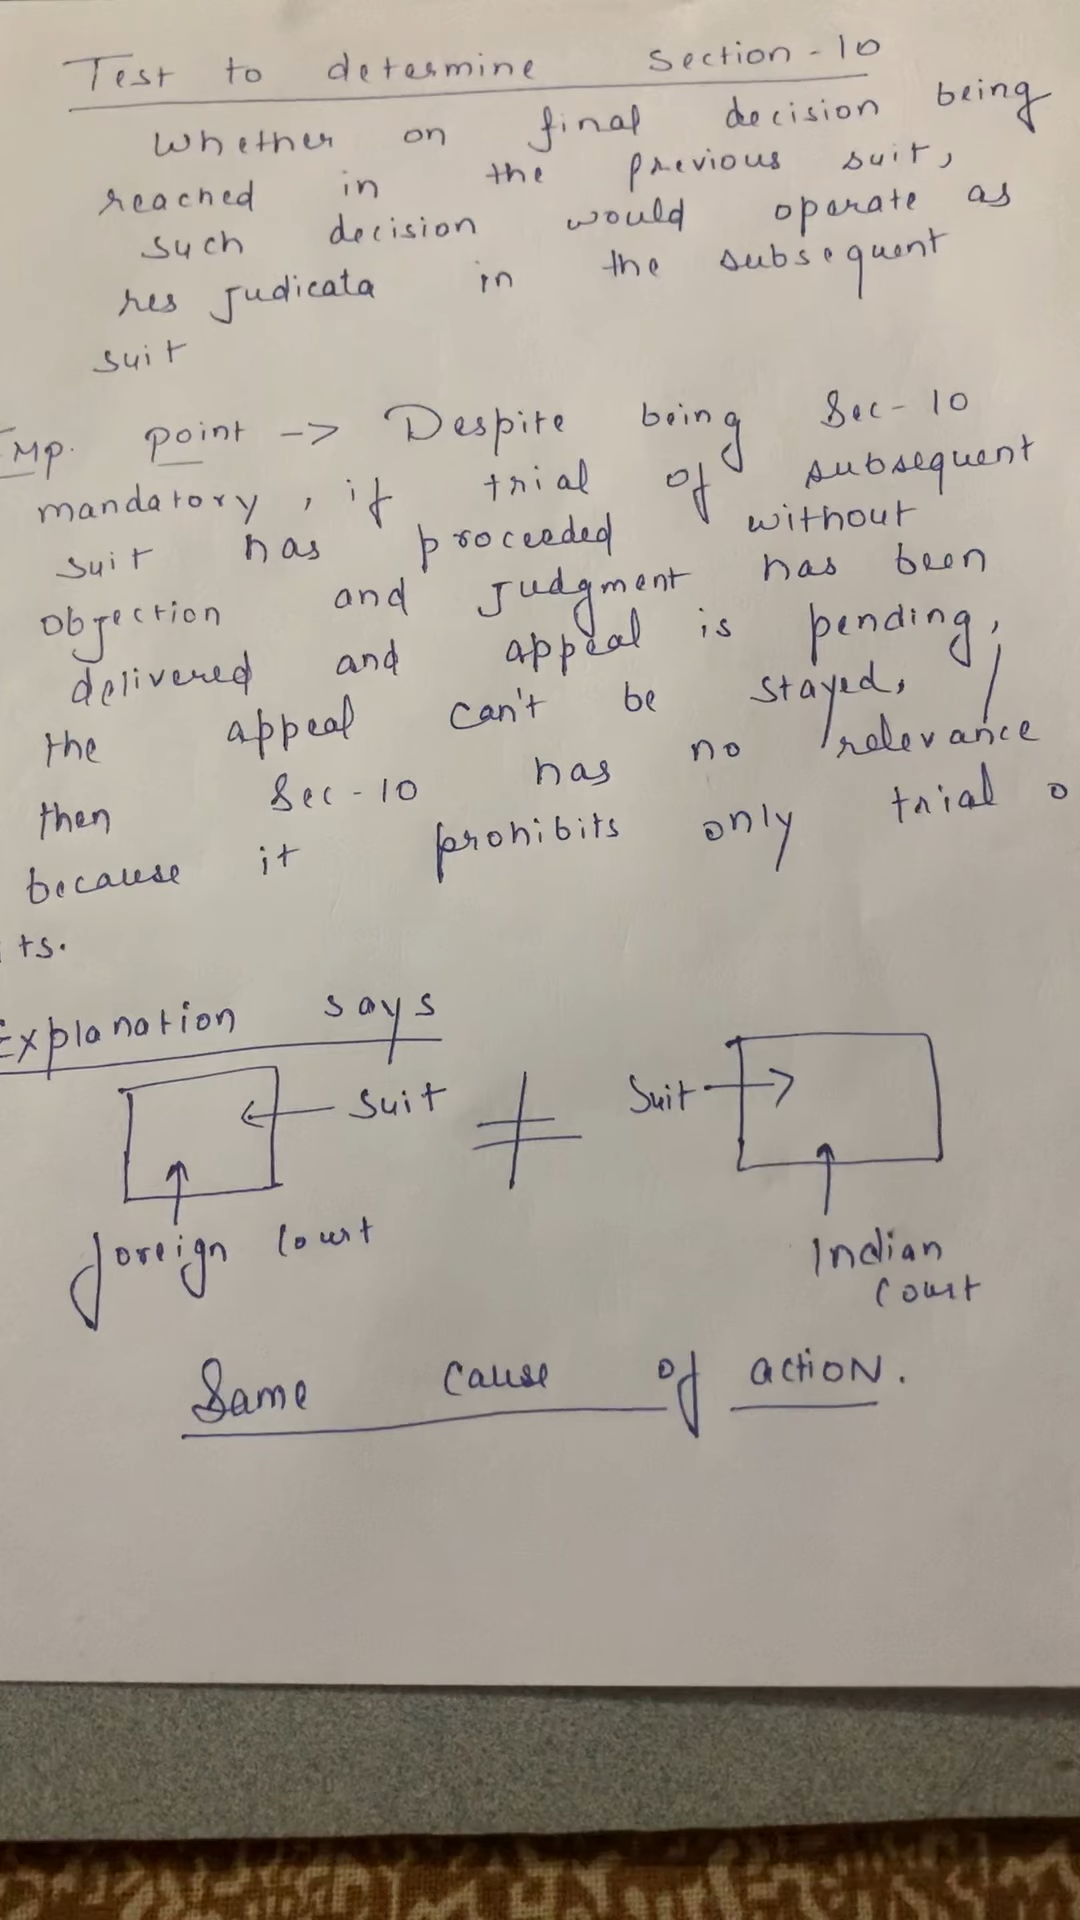 Test to determine Section-10
Whether on final decision being
reached in the previous suit,
such decision would operate as
res judicata in the subsequent
suit
Imp. point -> Despite being Sec-10
mandatory, if trial of subsequent
suit has proceeded without
objection and Judgment has been
delivered and appeal is pending,
the appeal can't be stayed,
then Sec-10 has no relevance
because it prohibits only trial o
ts.
Explanation says
Suit ≠ Suit
foreign Court Indian Court
Same cause of action.